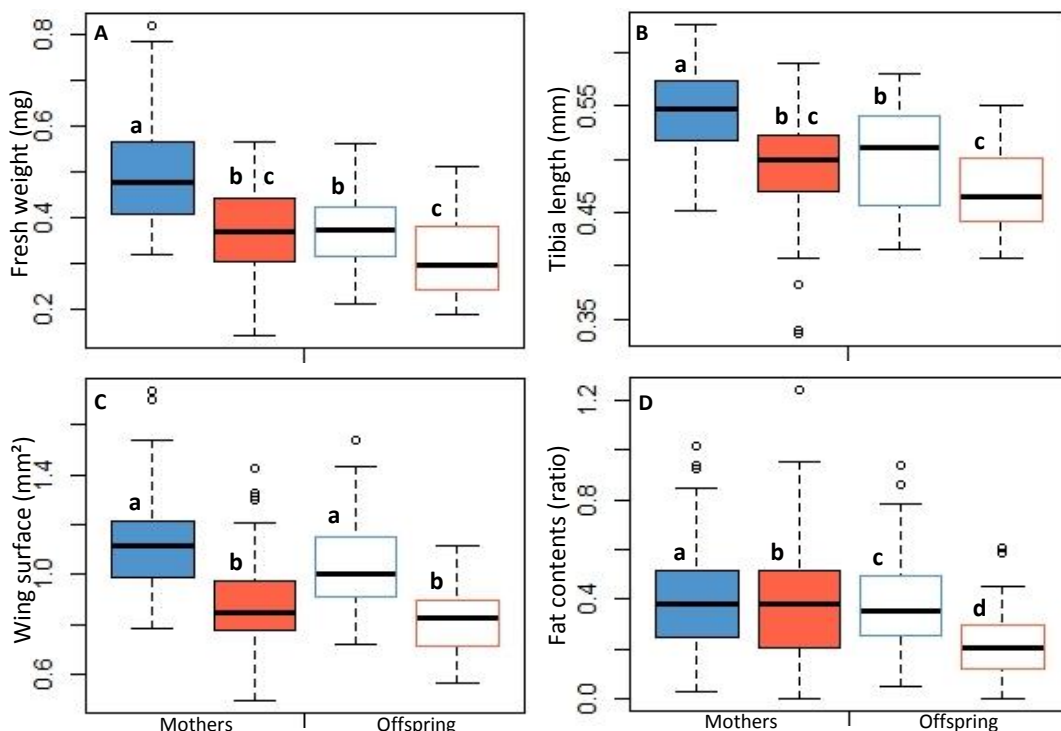 A
Fresh weight (mg)
0.8
0.6
0.4
0.2
a
b c
b
c
B
Tibia length (mm)
0.55
0.45
0.35
a
b c
b
c
C
Wing surface (mm²)
1.4
1.0
0.6
a
b
a
b
Mothers Offspring
D
Fat contents (ratio)
1.2
0.8
0.4
0.0
a
b
c
d
Mothers Offspring